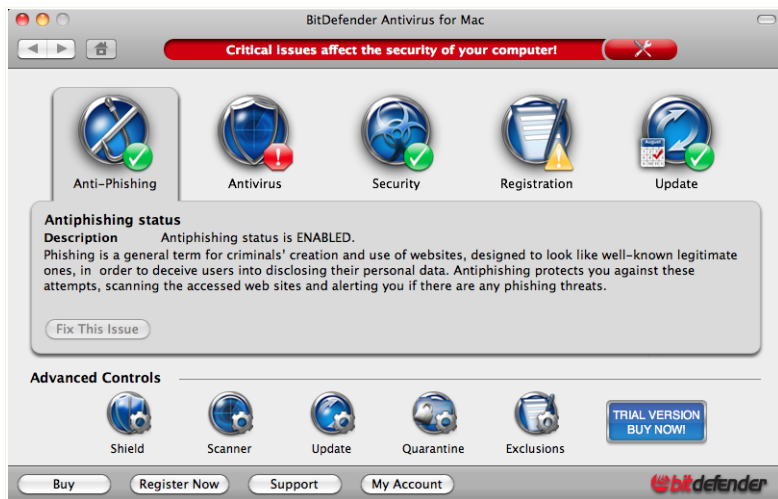 BitDefender Antivirus for Mac
Critical issues affect the security of your computer!
Anti-Phishing
Antivirus
Security
Registration
August
Update
Antiphishing status
Description Antiphishing status is ENABLED.
Phishing is a general term for criminals' creation and use of websites, designed to look like well-known legitimate
ones, in order to deceive users into disclosing their personal data. Antiphishing protects you against these
attempts, scanning the accessed web sites and alerting you if there are any phishing threats.
Fix This Issue
Advanced Controls
Shield
Scanner
Update
Quarantine
Exclusions
TRIAL VERSION
BUY NOW!
Buy
Register Now
Support
My Account
bitdefender